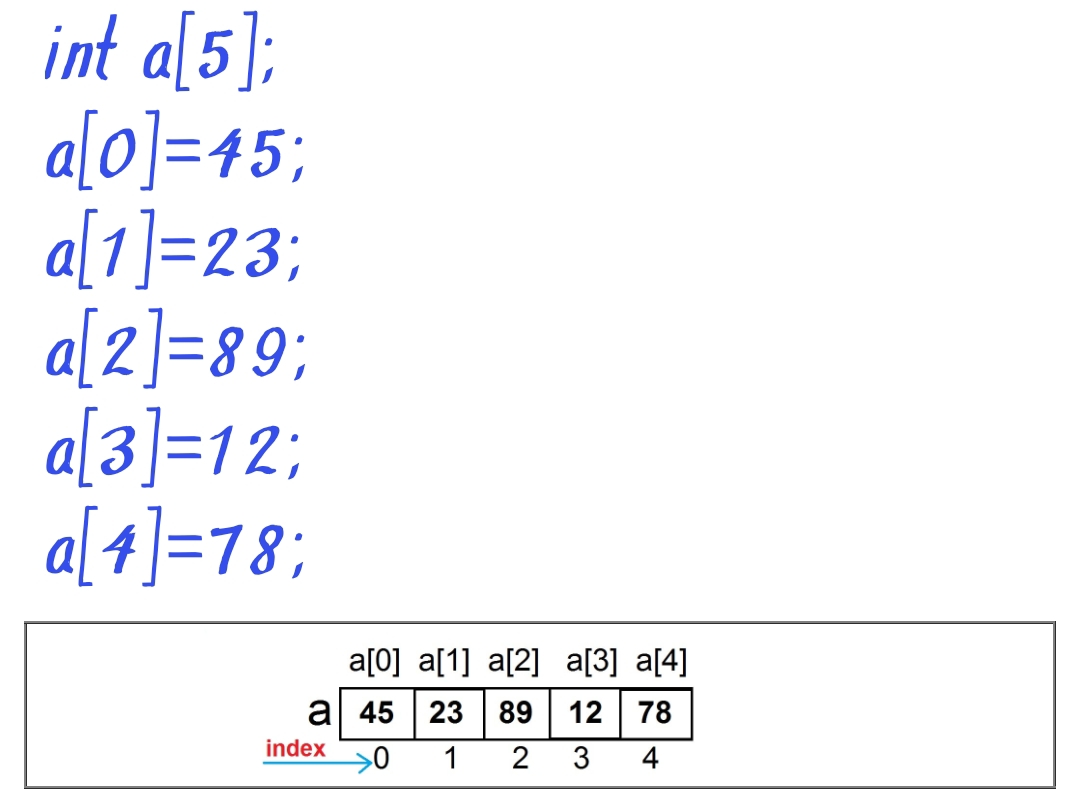 int a[5];
a[0]=45;
a[1]=23;
a[2]=89;
a[3]=12;
a[4]=78;
a[0] a[1] a[2] a[3] a[4]
a 45 23 89 12 78
index 0 1 2 3 4